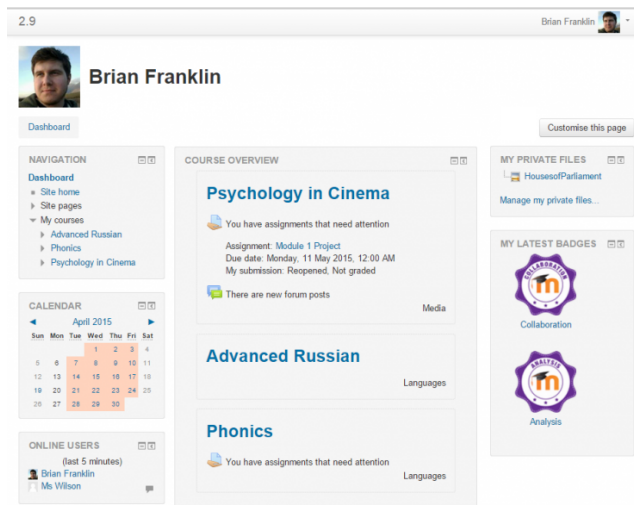 2.9
Brian Franklin
Brian Franklin
Dashboard
Customise this page
NAVIGATION
Dashboard
Site home
Site pages
My courses
Advanced Russian
Phonics
Psychology in Cinema
CALENDAR
April 2015
Sun Mon Tue Wed Thu Fri Sat
1 2 3 4
5 6 7 8 9 10 11
12 13 14 15 16 17 18
19 20 21 22 23 24 25
26 27 28 29 30
ONLINE USERS
(last 5 minutes)
Brian Franklin
Ms Wilson
COURSE OVERVIEW
Psychology in Cinema
You have assignments that need attention
Assignment: Module 1 Project
Due date: Monday, 11 May 2015, 12:00 AM
My submission: Reopened, Not graded
There are new forum posts
Media
Advanced Russian
Languages
Phonics
You have assignments that need attention
Languages
MY PRIVATE FILES
HousesofParliament
Manage my private files...
MY LATEST BADGES
COLLABORATION
m
Collaboration
ANALYSIS
m
Analysis